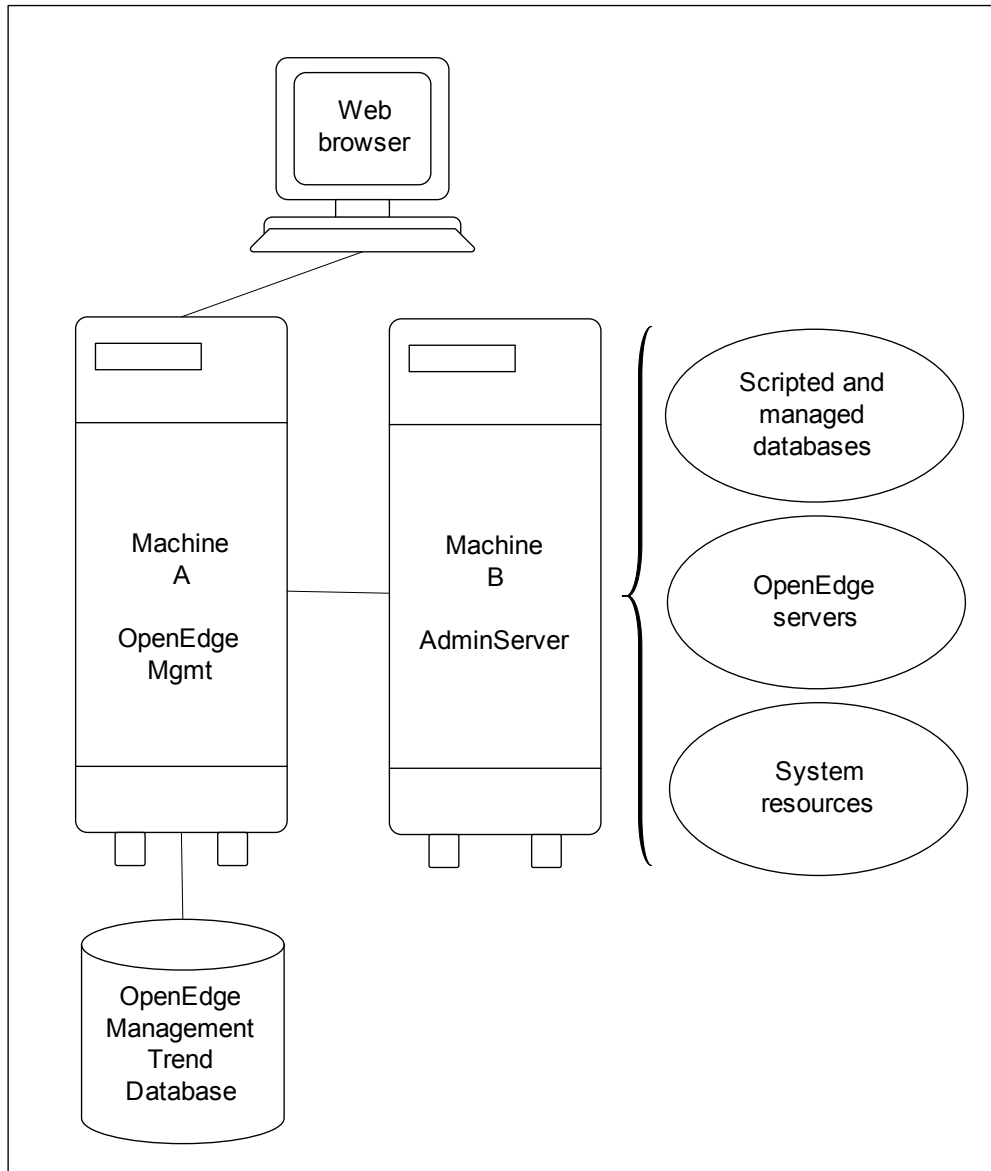 Web
browser
Machine
A
OpenEdge
Mgmt
Machine
B
AdminServer
Scripted and
managed
databases
OpenEdge
servers
System
resources
OpenEdge
Management
Trend
Database